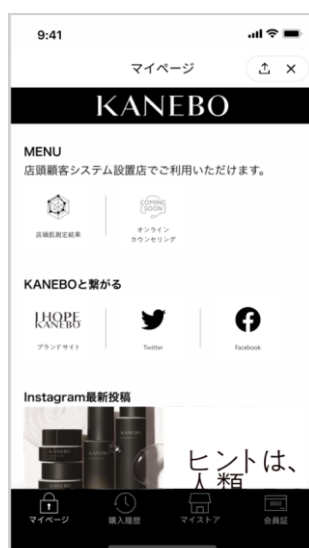 9:41
マイページ
KANEBO
MENU
店頭顧客システム設置店でご利用いただけます。
店頭肌測定結果
COMING SOON
オンライン
カウンセリング
KANEBOと繋がる
I HOPE.
KANEBO
ブランドサイト
Twitter
Facebook
Instagram最新投稿
KANEBO
KANEBO
ヒントは、
人類
マイページ
購入履歴
マイストア
会員証